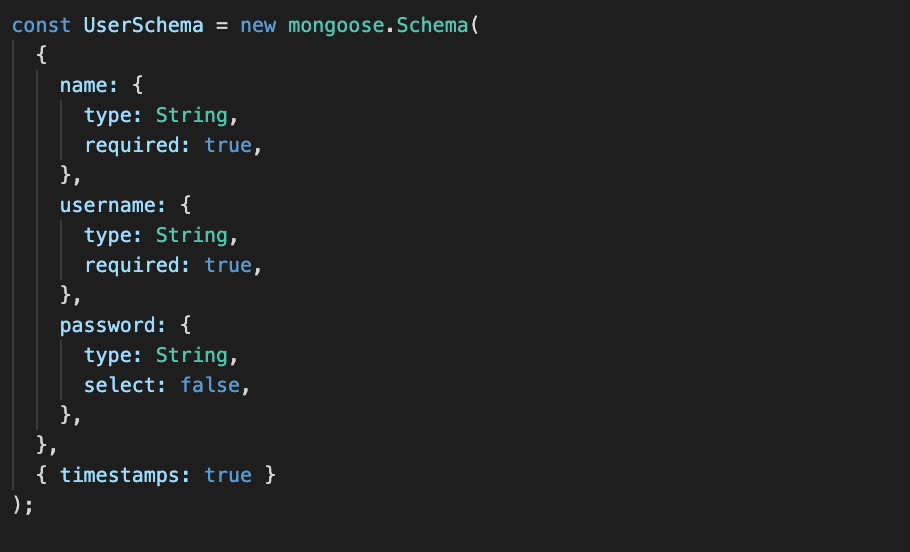 const UserSchema = new mongoose.Schema(
  {
    name: {
      type: String,
      required: true,
    },
    username: {
      type: String,
      required: true,
    },
    password: {
      type: String,
      select: false,
    },
  },
  { timestamps: true }
);